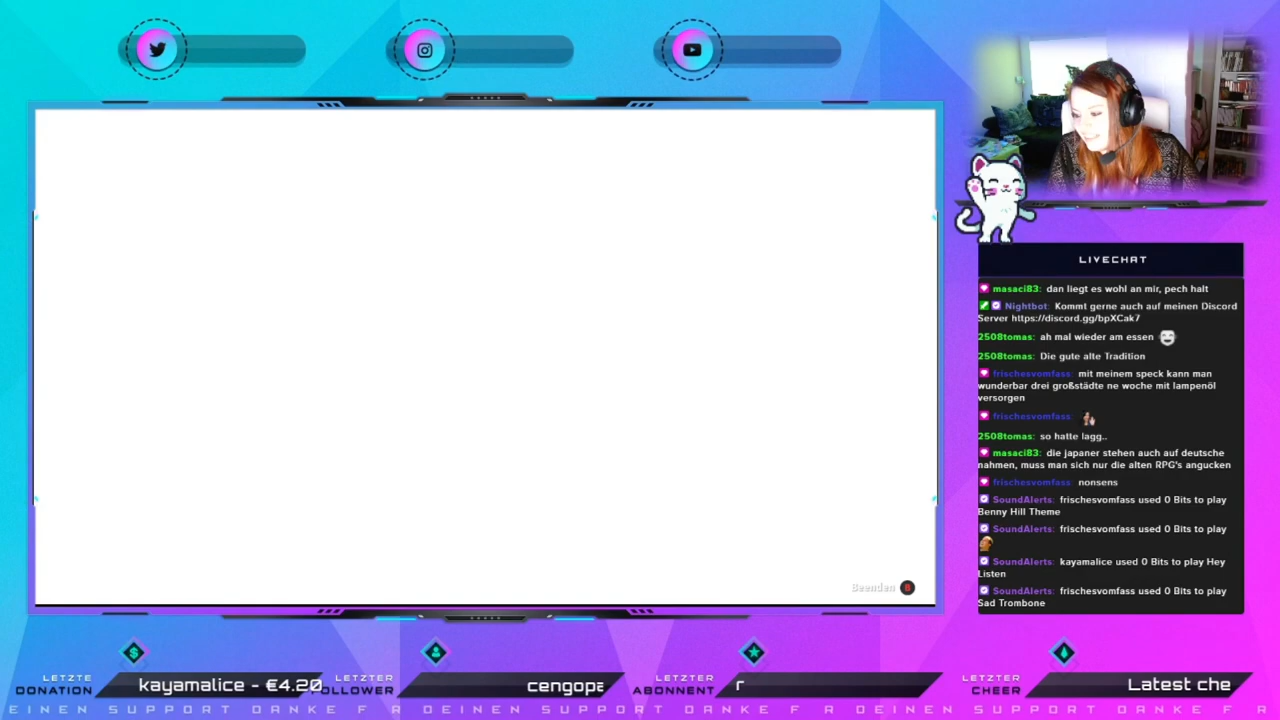 LIVECHAT
masaci83: dan liegt es wohl an mir, pech halt
Nightbot: Kommt gerne auch auf meinen Discord
Server https://discord.gg/bpXCak7
2508tomas: ah mal wieder am essen
2508tomas: Die gute alte Tradition
frischesvomfass: mit meinem speck kann man
wunderbar drei großstädte ne woche mit lampenöl
versorgen
frischesvomfass:
2508tomas: so hatte lagg..
masaci83: die japaner stehen auch auf deutsche
nahmen, muss man sich nur die alten RPG's angucken
frischesvomfass: nonsens
SoundAlerts: frischesvomfass used 0 Bits to play
Benny Hill Theme
SoundAlerts: frischesvomfass used 0 Bits to play
SoundAlerts: kayamalice used 0 Bits to play Hey
Listen
SoundAlerts: frischesvomfass used 0 Bits to play
Sad Trombone
Beenden B
LETZTE
DONATION
kayamalice - €4.20
LETZTER
OLLOWER
cengopa
LETZTER
ABONNENT
r
LETZTER
CHEER
Latest che
EINEN SUPPORT DANKE F R DEINEN SUPPORT DANKE F R DEINEN SUPPORT DANKE F R